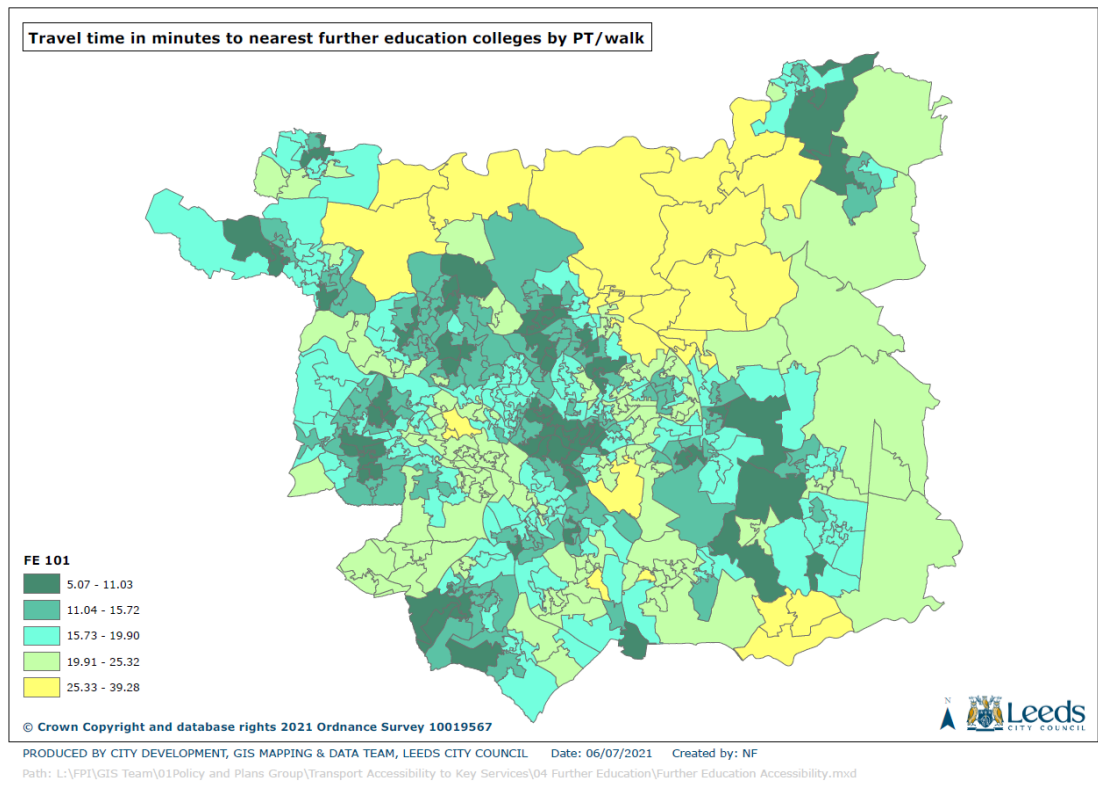 Travel time in minutes to nearest further education colleges by PT/walk
FE 101
5.07 - 11.03
11.04 - 15.72
15.73 - 19.90
19.91 - 25.32
25.33 - 39.28
© Crown Copyright and database rights 2021 Ordnance Survey 10019567
N
Leeds
CITY COUNCIL
PRODUCED BY CITY DEVELOPMENT, GIS MAPPING & DATA TEAM, LEEDS CITY COUNCIL Date: 06/07/2021 Created by: NF
Path: L:\FPI\GIS Team\01Policy and Plans Group\Transport Accessibility to Key Services\04 Further Education\Further Education Accessibility.mxd